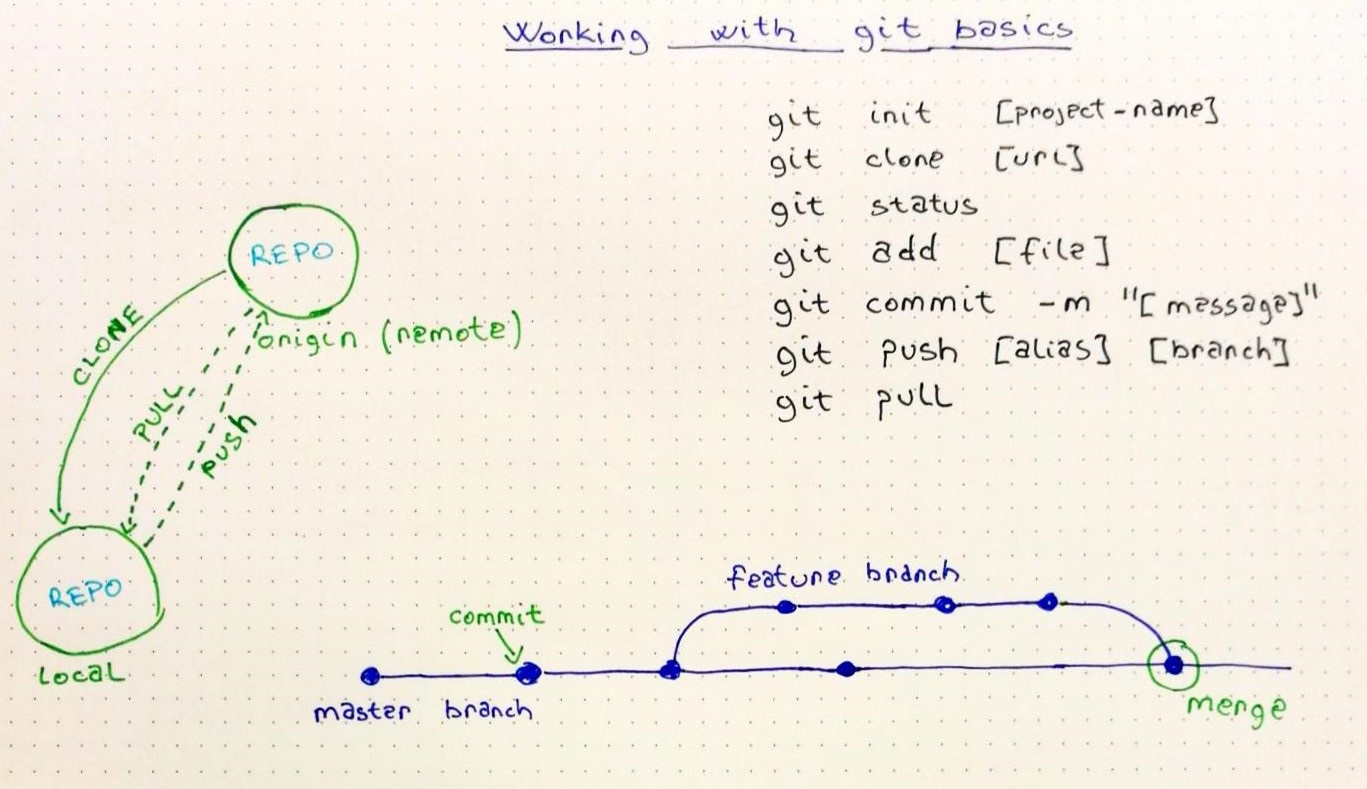 Working with git basics
git init [project-name]
git clone [url]
git status
git add [file]
git commit -m "[message]"
git push [alias] [branch]
git pull
REPO
origin (remote)
CLONE
PULL
PUSH
REPO
local
feature branch
commit
master branch
merge